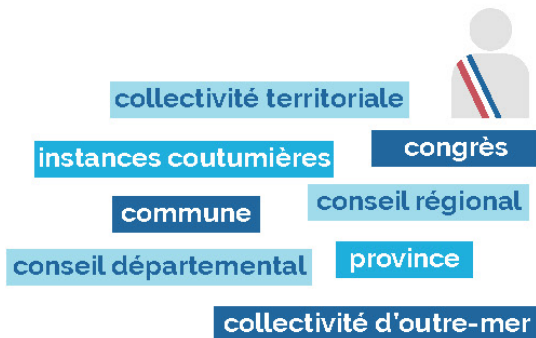 collectivité territoriale
instances coutumières
congrès
commune
conseil régional
conseil départemental
province
collectivité d'outre-mer